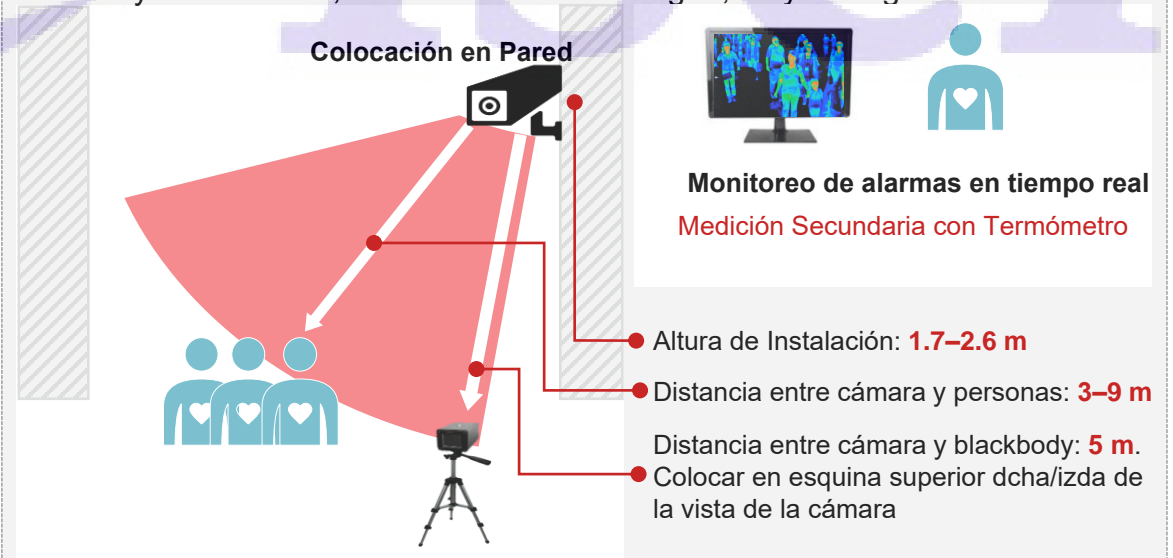 Colocación en Pared
Monitoreo de alarmas en tiempo real
Medición Secundaria con Termómetro
Altura de Instalación: 1.7–2.6 m
Distancia entre cámara y personas: 3–9 m
Distancia entre cámara y blackbody: 5 m.
Colocar en esquina superior dcha/izda de
la vista de la cámara